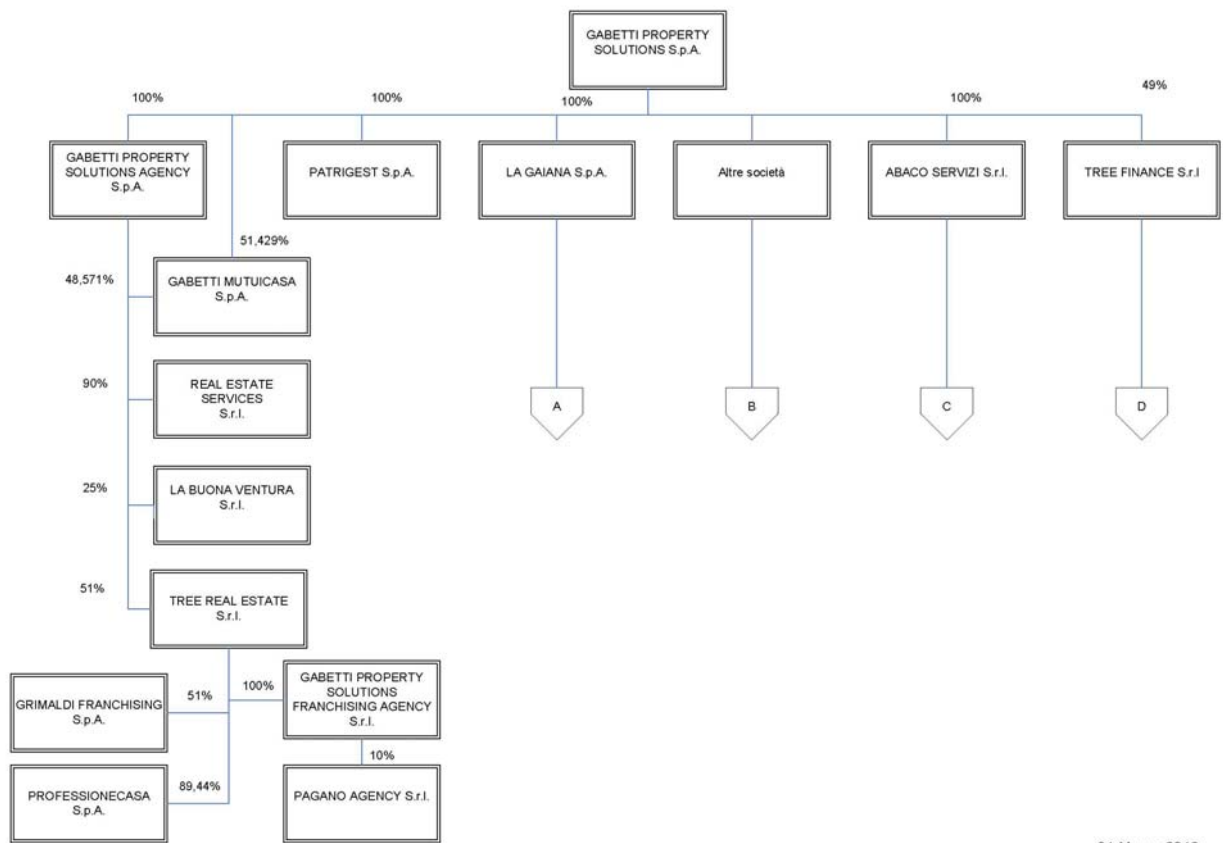 GABETTI PROPERTY
SOLUTIONS S.p.A.
100%
100%
100%
100%
49%
GABETTI PROPERTY
SOLUTIONS AGENCY
S.p.A.
PATRIGEST S.p.A.
LA GAIANA S.p.A.
Altre società
ABACO SERVIZI S.r.l.
TREE FINANCE S.r.l
51,429%
48,571%
GABETTI MUTUICASA
S.p.A.
90%
REAL ESTATE
SERVICES
S.r.l.
A
B
C
D
25%
LA BUONA VENTURA
S.r.l.
51%
TREE REAL ESTATE
S.r.l.
GRIMALDI FRANCHISING
S.p.A.
51%
100%
GABETTI PROPERTY
SOLUTIONS
FRANCHISING AGENCY
S.r.l.
10%
PROFESSIONECASA
S.p.A.
89,44%
PAGANO AGENCY S.r.l.